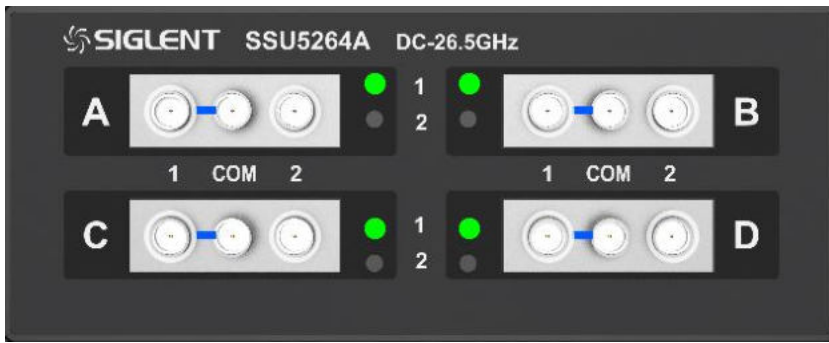 SIGLENT SSU5264A DC-26.5GHz
A 1 B
2
1 COM 2 1 COM 2
C 1 D
2